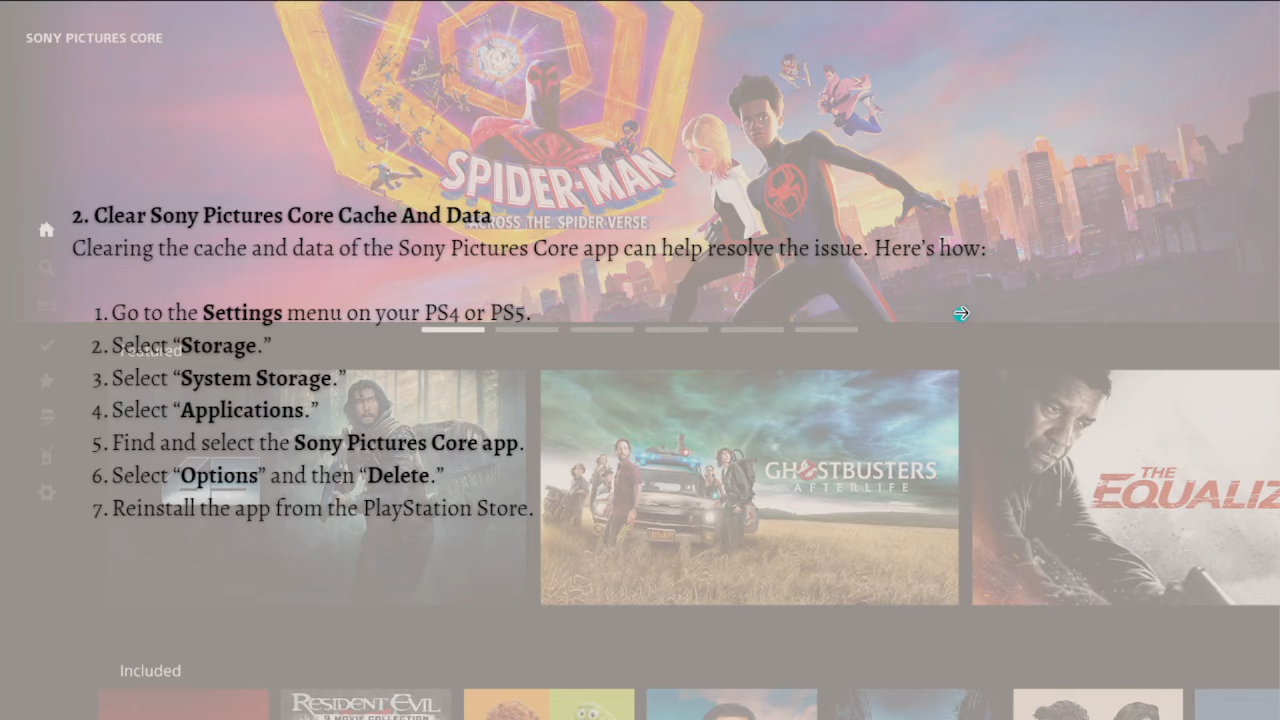 SONY PICTURES CORE
SPIDER-MAN
ACROSS THE SPIDER-VERSE
2. Clear Sony Pictures Core Cache And Data
Clearing the cache and data of the Sony Pictures Core app can help resolve the issue. Here’s how:
1. Go to the Settings menu on your PS4 or PS5.
2. Select “Storage.”
Featured
3. Select “System Storage.”
4. Select “Applications.”
5. Find and select the Sony Pictures Core app.
6. Select “Options” and then “Delete.”
7. Reinstall the app from the PlayStation Store.
GHOSTBUSTERS
AFTERLIFE
THE
EQUALIZ
Included
RESIDENT EVIL
9 MOVIE COLLECTION